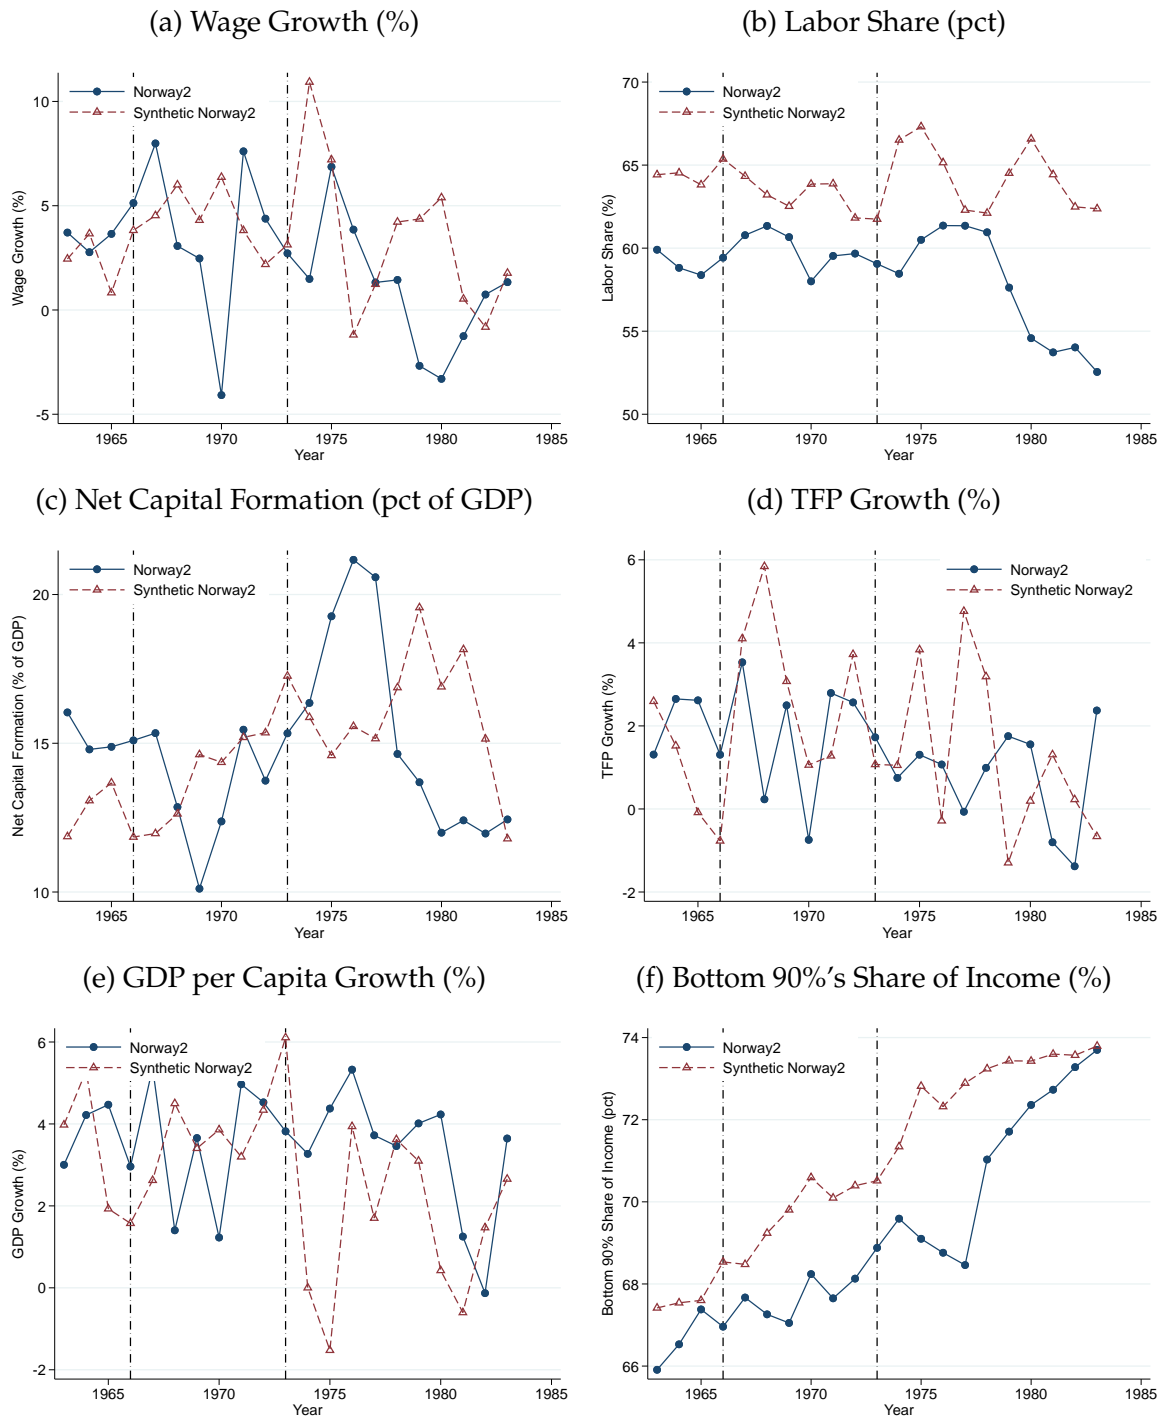 (a) Wage Growth (%)
Norway2
Synthetic Norway2
Wage Growth (%)
10
5
0
-5
1965 1970 1975 1980 1985
Year
(b) Labor Share (pct)
Norway2
Synthetic Norway2
Labor Share (%)
70
65
60
55
50
1965 1970 1975 1980 1985
Year
(c) Net Capital Formation (pct of GDP)
Norway2
Synthetic Norway2
Net Capital Formation (% of GDP)
20
15
10
1965 1970 1975 1980 1985
Year
(d) TFP Growth (%)
Norway2
Synthetic Norway2
TFP Growth (%)
6
4
2
0
-2
1965 1970 1975 1980 1985
Year
(e) GDP per Capita Growth (%)
Norway2
Synthetic Norway2
GDP Growth (%)
6
4
2
0
-2
1965 1970 1975 1980 1985
Year
(f) Bottom 90%’s Share of Income (%)
Norway2
Synthetic Norway2
Bottom 90% Share of Income (pct)
74
72
70
68
66
1965 1970 1975 1980 1985
Year